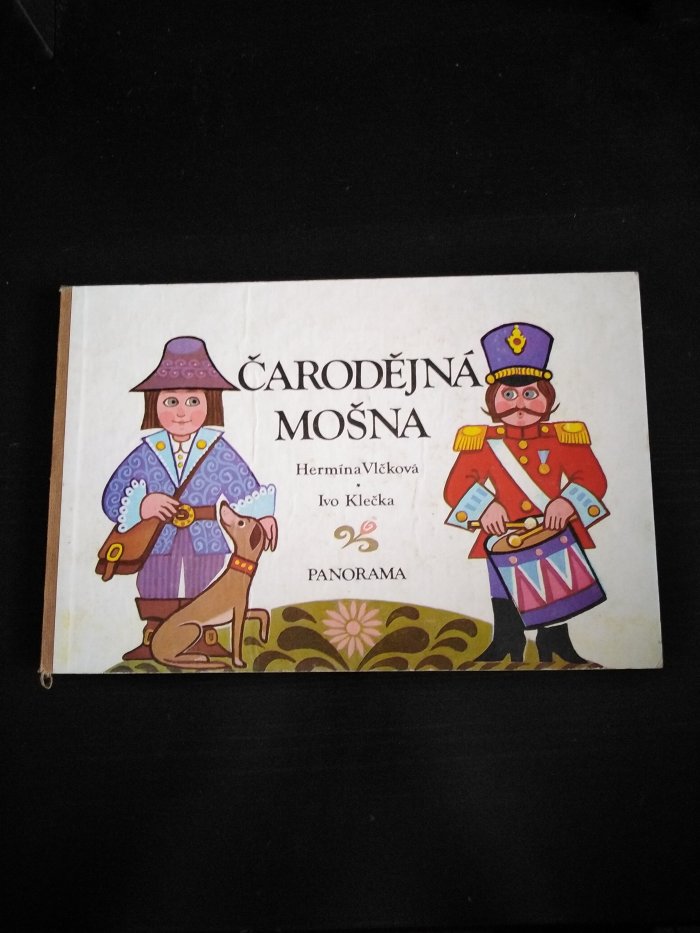 ČARODĚJNÁ
MOŠNA
Hermína Vlčková
•
Ivo Klečka
PANORAMA